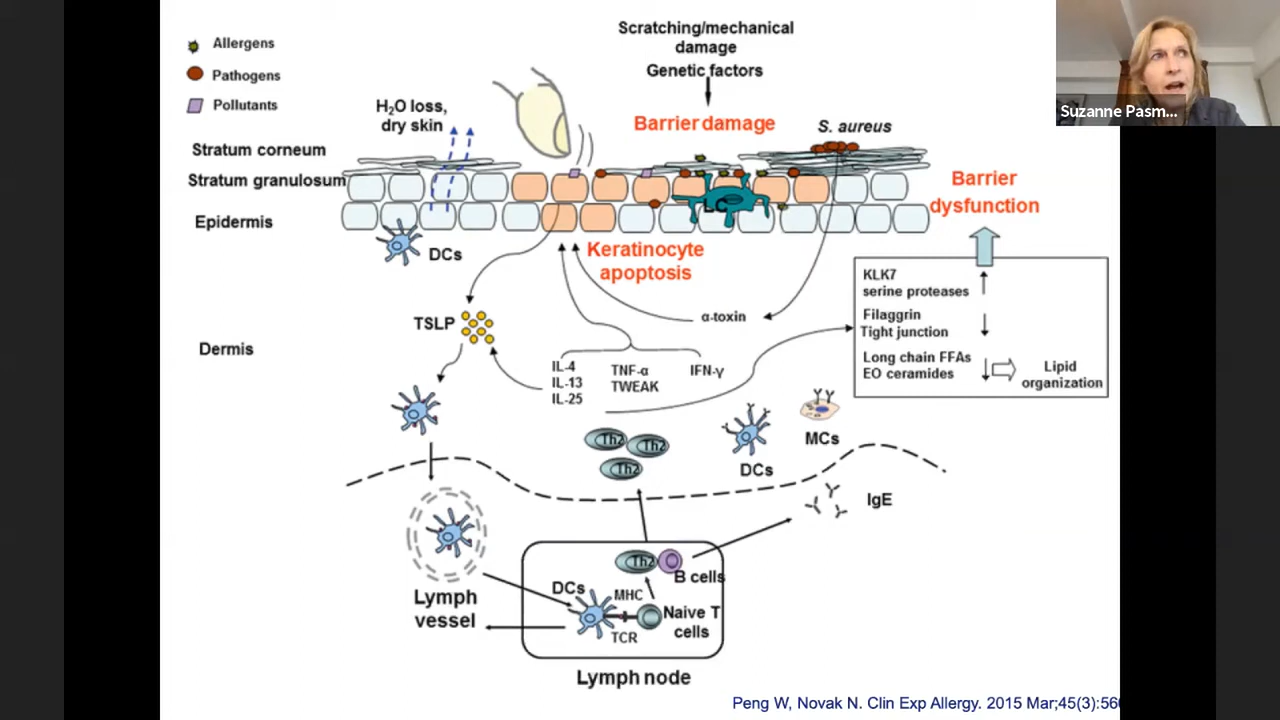 Allergens
Pathogens
Pollutants
Scratching/mechanical
damage
Genetic factors
H₂O loss,
dry skin
Barrier damage
S. aureus
Suzanne Pasm...
Stratum corneum
Stratum granulosum
Epidermis
LC
DCs
Keratinocyte
apoptosis
Barrier
dysfunction
KLK7
serine proteases
Filaggrin
Tight junction
Long chain FFAs
EO ceramides
Lipid
organization
α-toxin
TSLP
Dermis
IL-4
IL-13
IL-25
TNF-α
TWEAK
IFN-γ
Th2
Th2
Th2
DCs
MCs
IgE
Lymph
vessel
Th2
B cells
DCs
MHC
TCR
Naive T
cells
Lymph node
Peng W, Novak N. Clin Exp Allergy. 2015 Mar;45(3):56